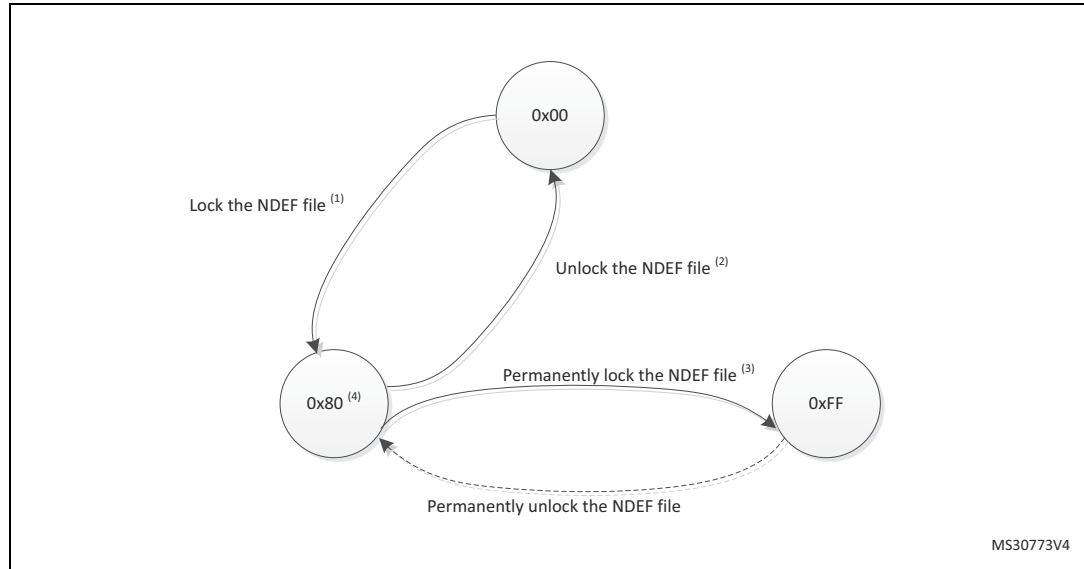 0x00
Lock the NDEF file (1)
Unlock the NDEF file (2)
Permanently lock the NDEF file (3)
0x80 (4)
0xFF
Permanently unlock the NDEF file
MS30773V4